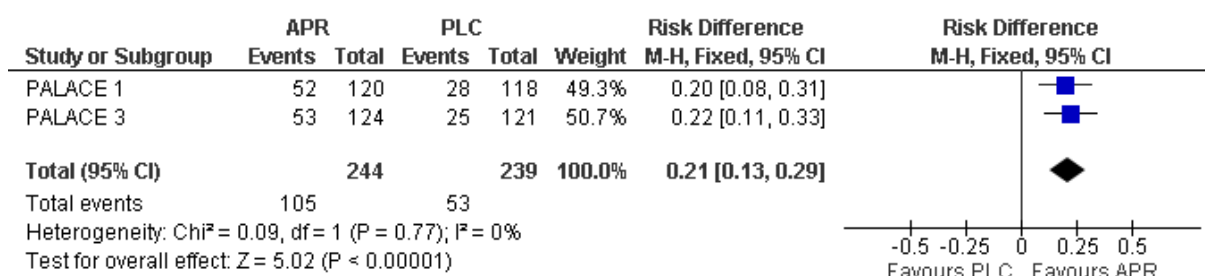 APR PLC Risk Difference Risk Difference
Study or Subgroup Events Total Events Total Weight M-H, Fixed, 95% CI M-H, Fixed, 95% CI
PALACE 1 52 120 28 118 49.3% 0.20 [0.08, 0.31]
PALACE 3 53 124 25 121 50.7% 0.22 [0.11, 0.33]
Total (95% CI) 244 239 100.0% 0.21 [0.13, 0.29]
Total events 105 53
Heterogeneity: Chi² = 0.09, df = 1 (P = 0.77); I² = 0%
Test for overall effect: Z = 5.02 (P < 0.00001)
-0.5 -0.25 0 0.25 0.5
Favours PLC Favours APR